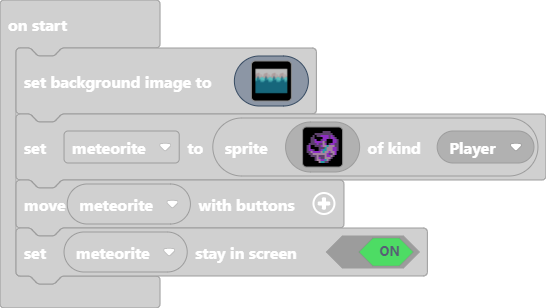 on start
set background image to
set meteorite to sprite of kind Player
move meteorite with buttons
set meteorite stay in screen ON